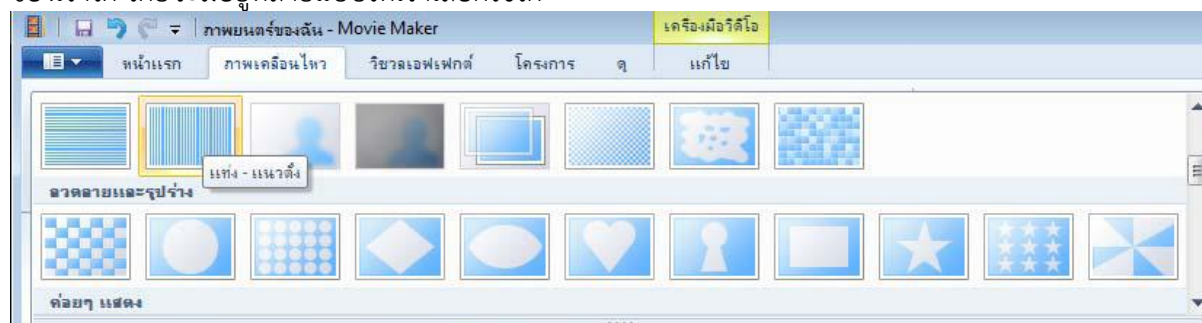 ภาพยนตร์ของฉัน - Movie Maker
เครื่องมือวิดีโอ
หน้าแรก ภาพเคลื่อนไหว วิชวลเอฟเฟกต์ โครงการ ดู แก้ไข
แท่ง - แนวตั้ง
ลวดลายและรูปร่าง
ค่อยๆ แสดง